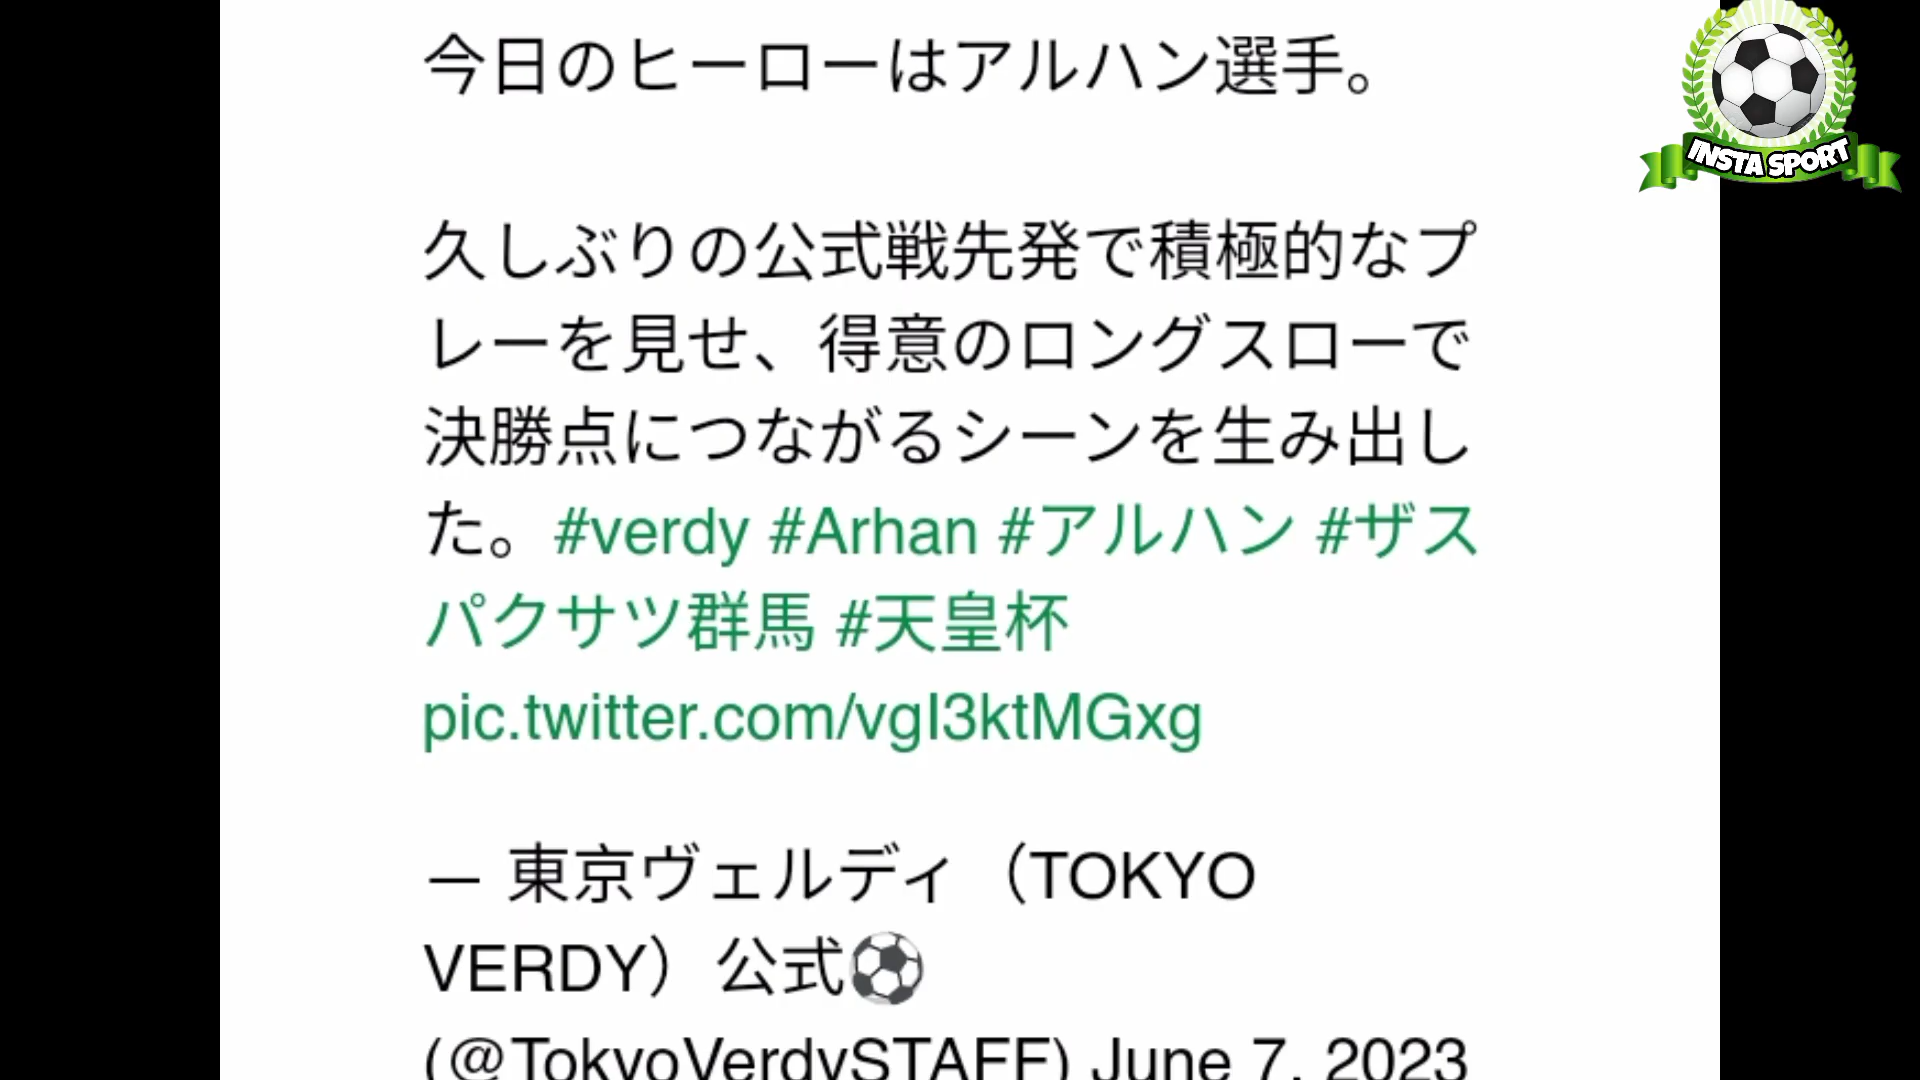 今日のヒーローはアルハン選手。
久しぶりの公式戦先発で積極的なプ
レーを見せ、得意のロングスローで
決勝点につながるシーンを生み出し
た。#verdy #Arhan #アルハン #ザス
パクサツ群馬 #天皇杯
pic.twitter.com/vgI3ktMGxg
— 東京ヴェルディ（TOKYO
VERDY）公式⚽
(@TokyoVerdySTAFF) June 7, 2023
INSTA SPORT